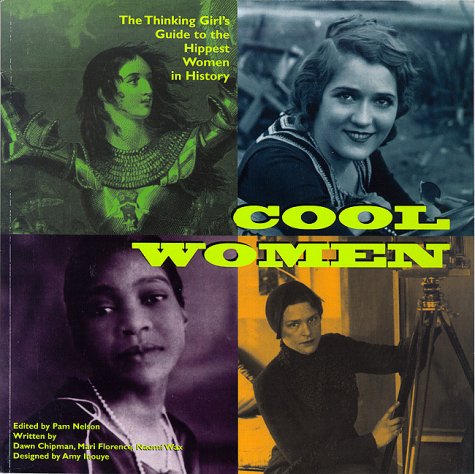 The Thinking Girl's
Guide to the
Hippest
Women
in History
COOL
WOMEN
Edited by Pam Nelson
Written by
Dawn Chipman, Mari Florence, Naomi Wax
Designed by Amy Inouye